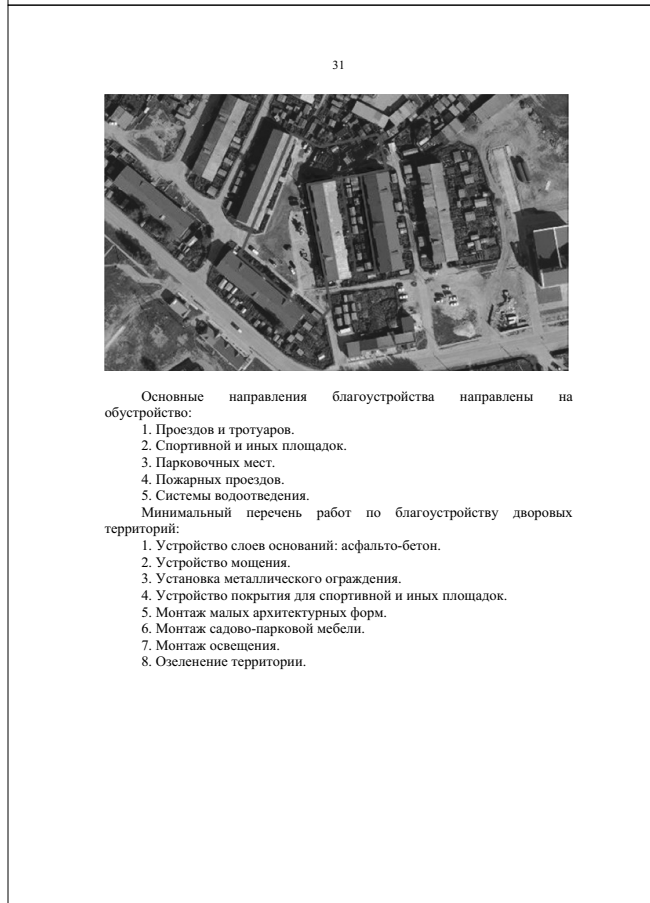 31
Основные направления благоустройства направлены на
обустройство:
1. Проездов и тротуаров.
2. Спортивной и иных площадок.
3. Парковочных мест.
4. Пожарных проездов.
5. Системы водоотведения.
Минимальный перечень работ по благоустройству дворовых
территорий:
1. Устройство слоев оснований: асфальто-бетон.
2. Устройство мощения.
3. Установка металлического ограждения.
4. Устройство покрытия для спортивной и иных площадок.
5. Монтаж малых архитектурных форм.
6. Монтаж садово-парковой мебели.
7. Монтаж освещения.
8. Озеленение территории.